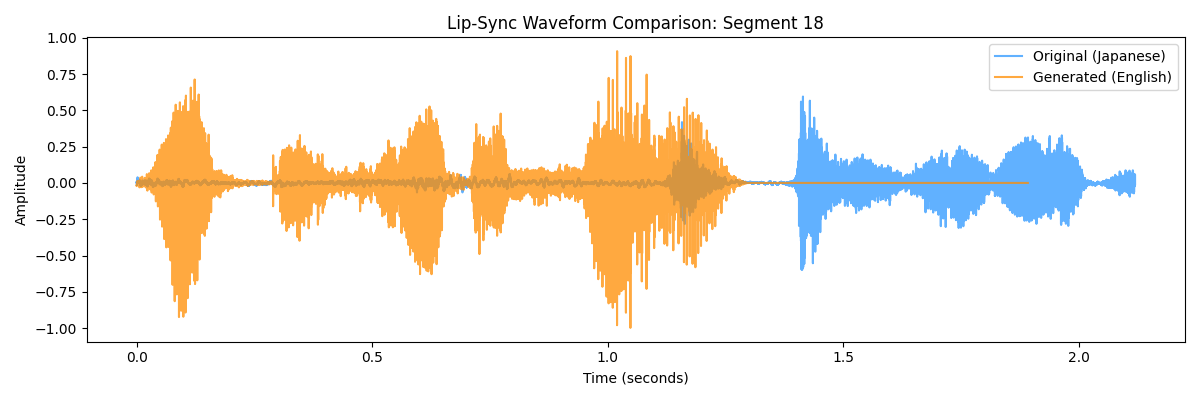 Lip-Sync Waveform Comparison: Segment 18
Original (Japanese)
Generated (English)
Amplitude
1.00
0.75
0.50
0.25
0.00
−0.25
−0.50
−0.75
−1.00
0.0 0.5 1.0 1.5 2.0
Time (seconds)